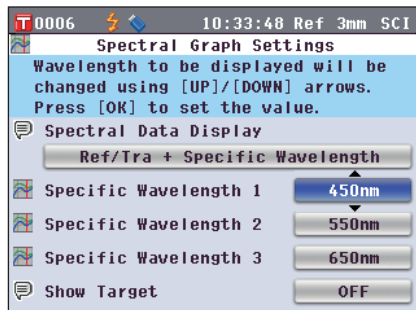 T0006 10:33:48 Ref 3mm SCI
Spectral Graph Settings
Wavelength to be displayed will be
changed using [UP]/[DOWN] arrows.
Press [OK] to set the value.
Spectral Data Display
Ref/Tra + Specific Wavelength
Specific Wavelength 1 450nm
Specific Wavelength 2 550nm
Specific Wavelength 3 650nm
Show Target OFF